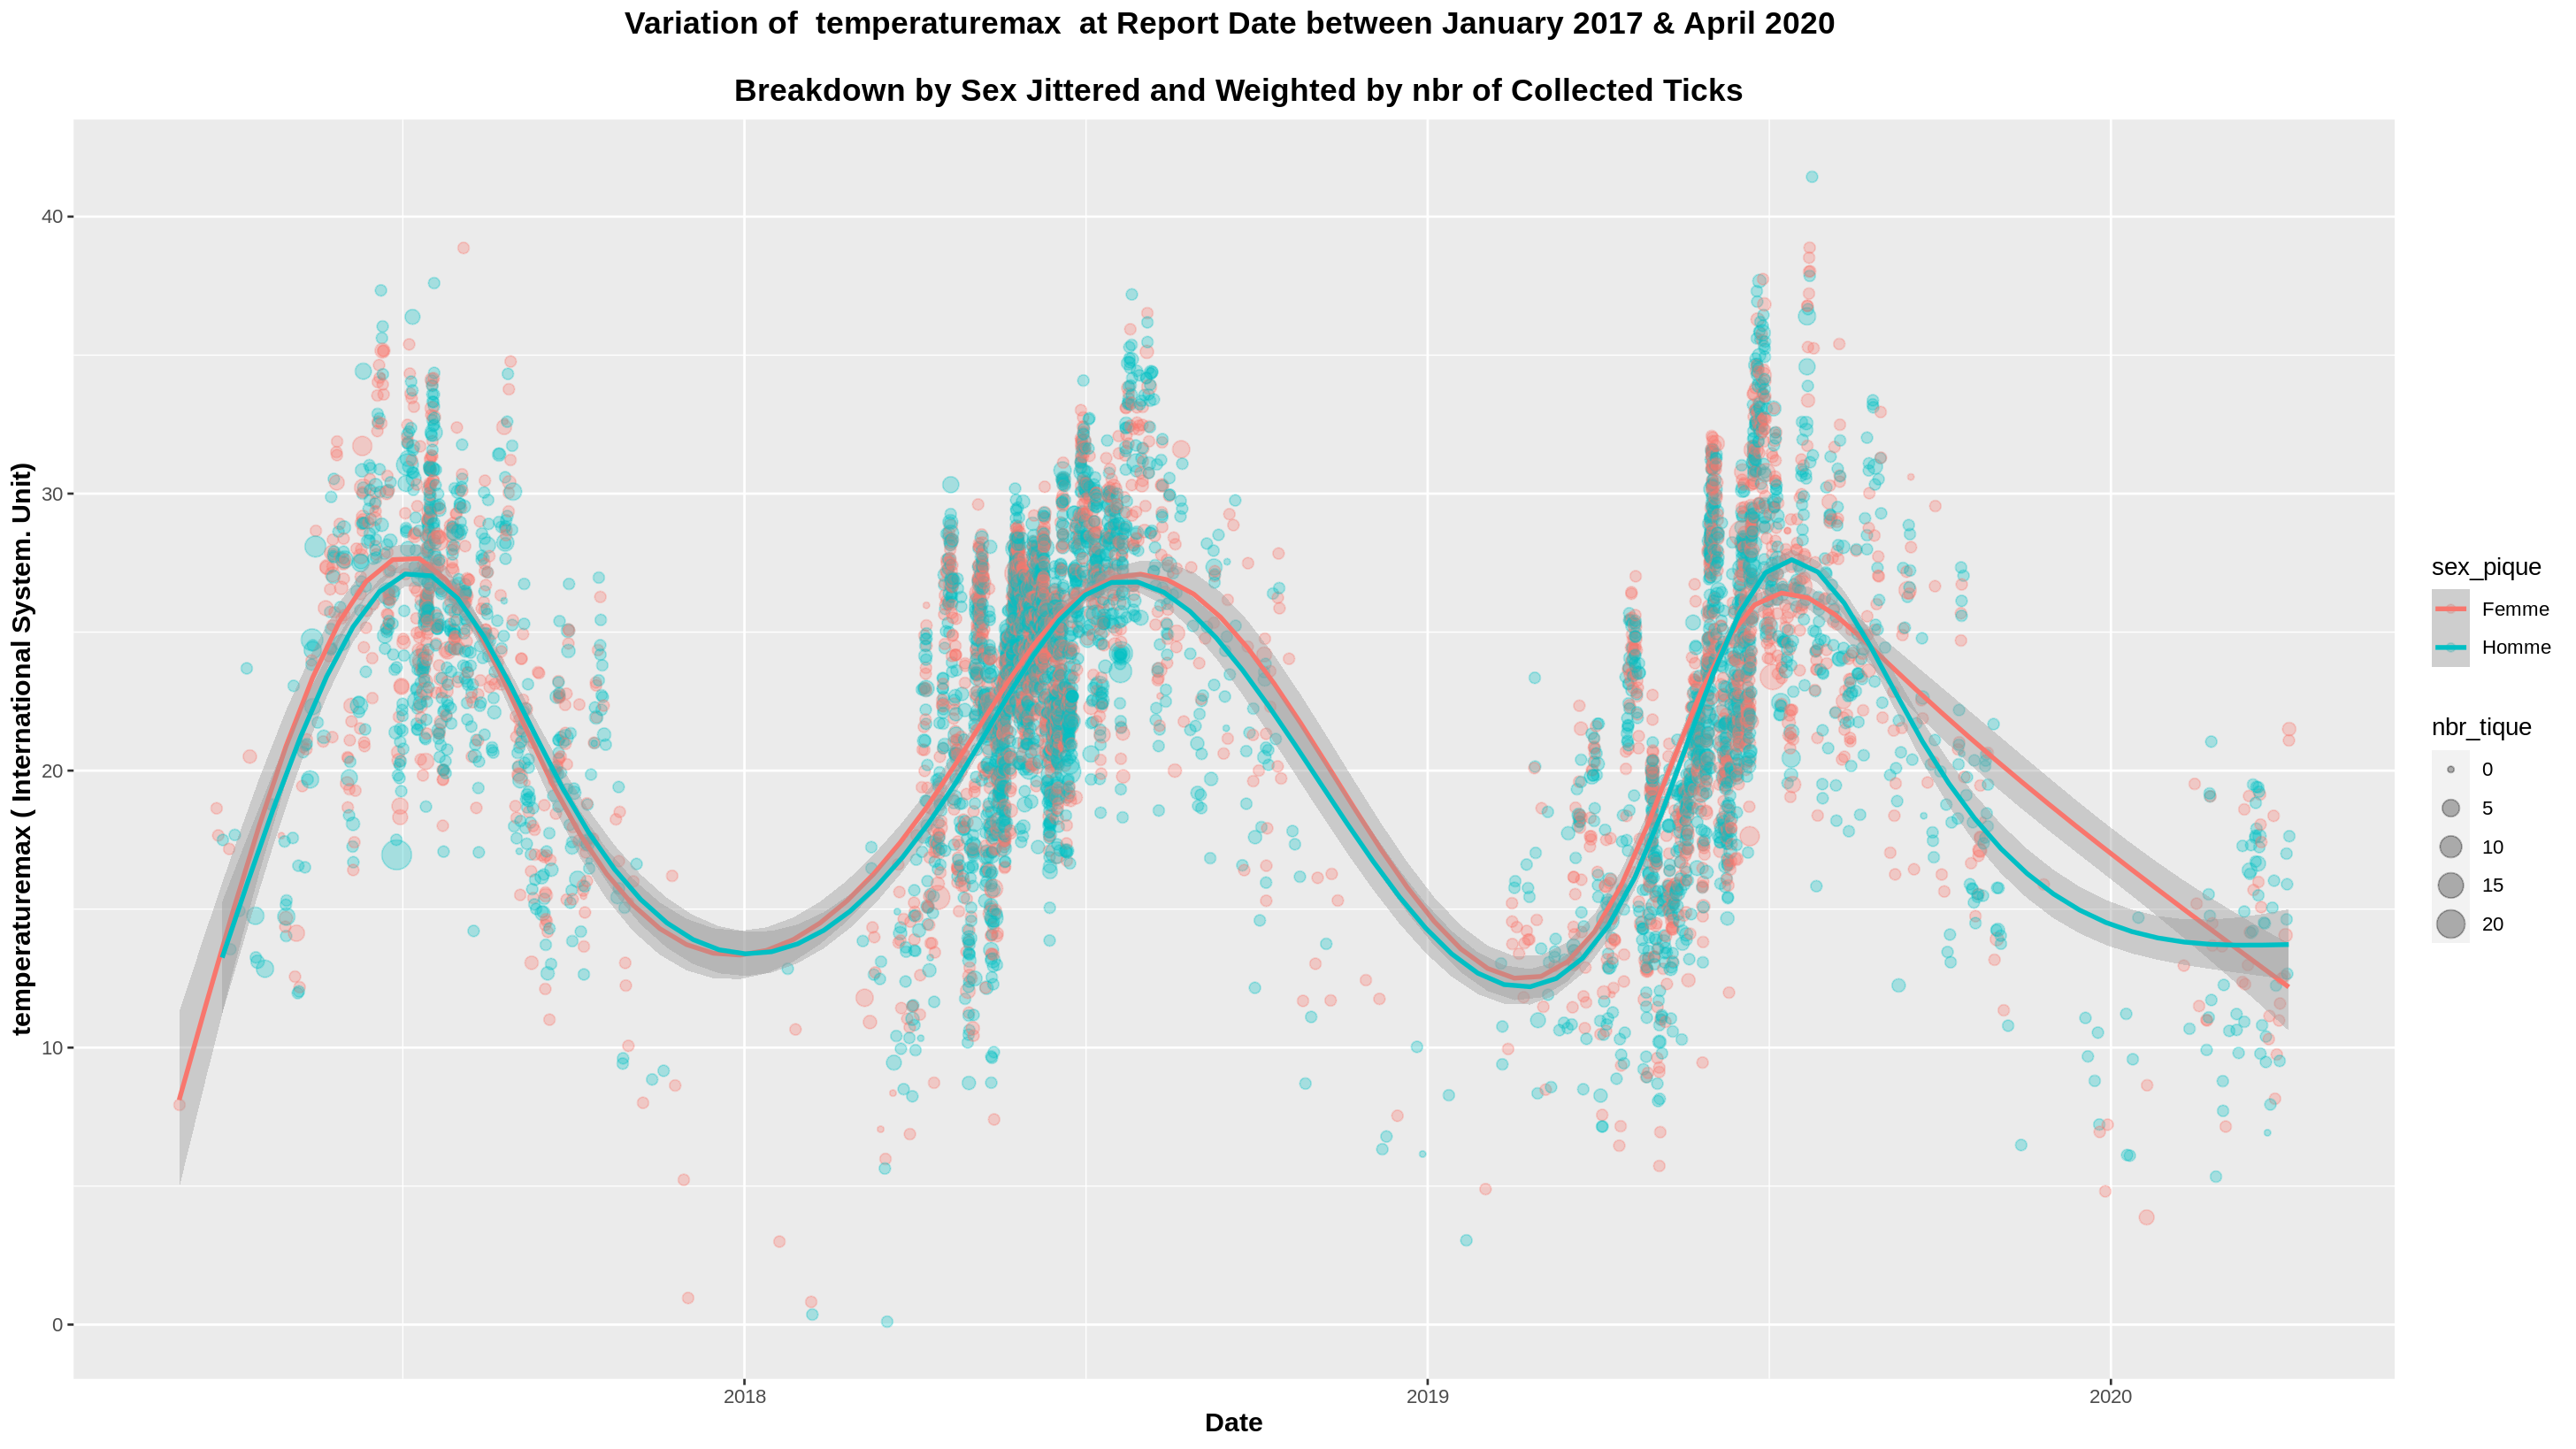 Variation of  temperaturemax  at Report Date between January 2017 & April 2020
Breakdown by Sex Jittered and Weighted by nbr of Collected Ticks
temperaturemax ( International System. Unit)
40
30
20
10
0
2018
2019
2020
Date
sex_pique
Femme
Homme
nbr_tique
0
5
10
15
20